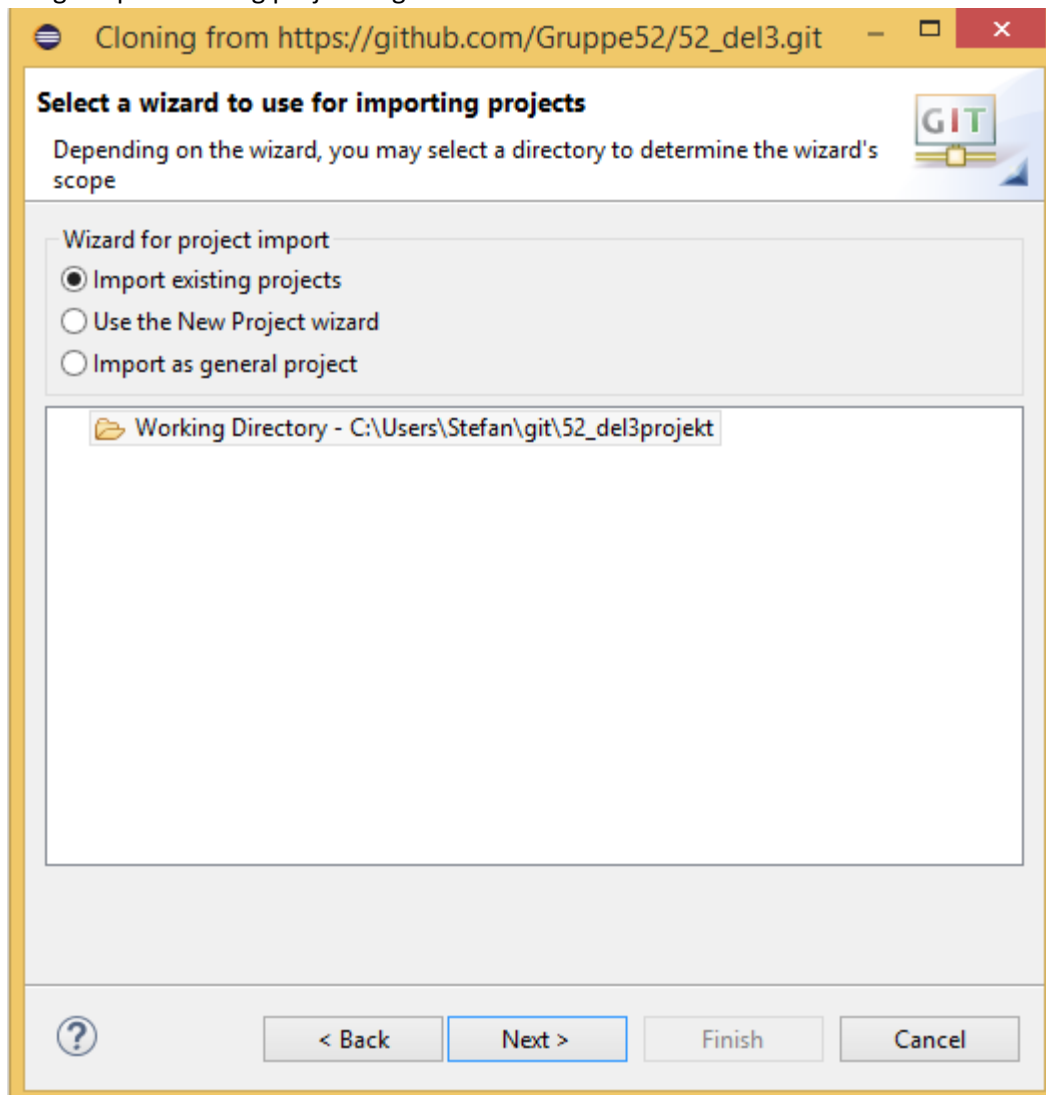 Cloning from https://github.com/Gruppe52/52_del3.git
Select a wizard to use for importing projects
Depending on the wizard, you may select a directory to determine the wizard's
scope
GIT
Wizard for project import
Import existing projects
Use the New Project wizard
Import as general project
Working Directory - C:\Users\Stefan\git\52_del3projekt
?
< Back
Next >
Finish
Cancel